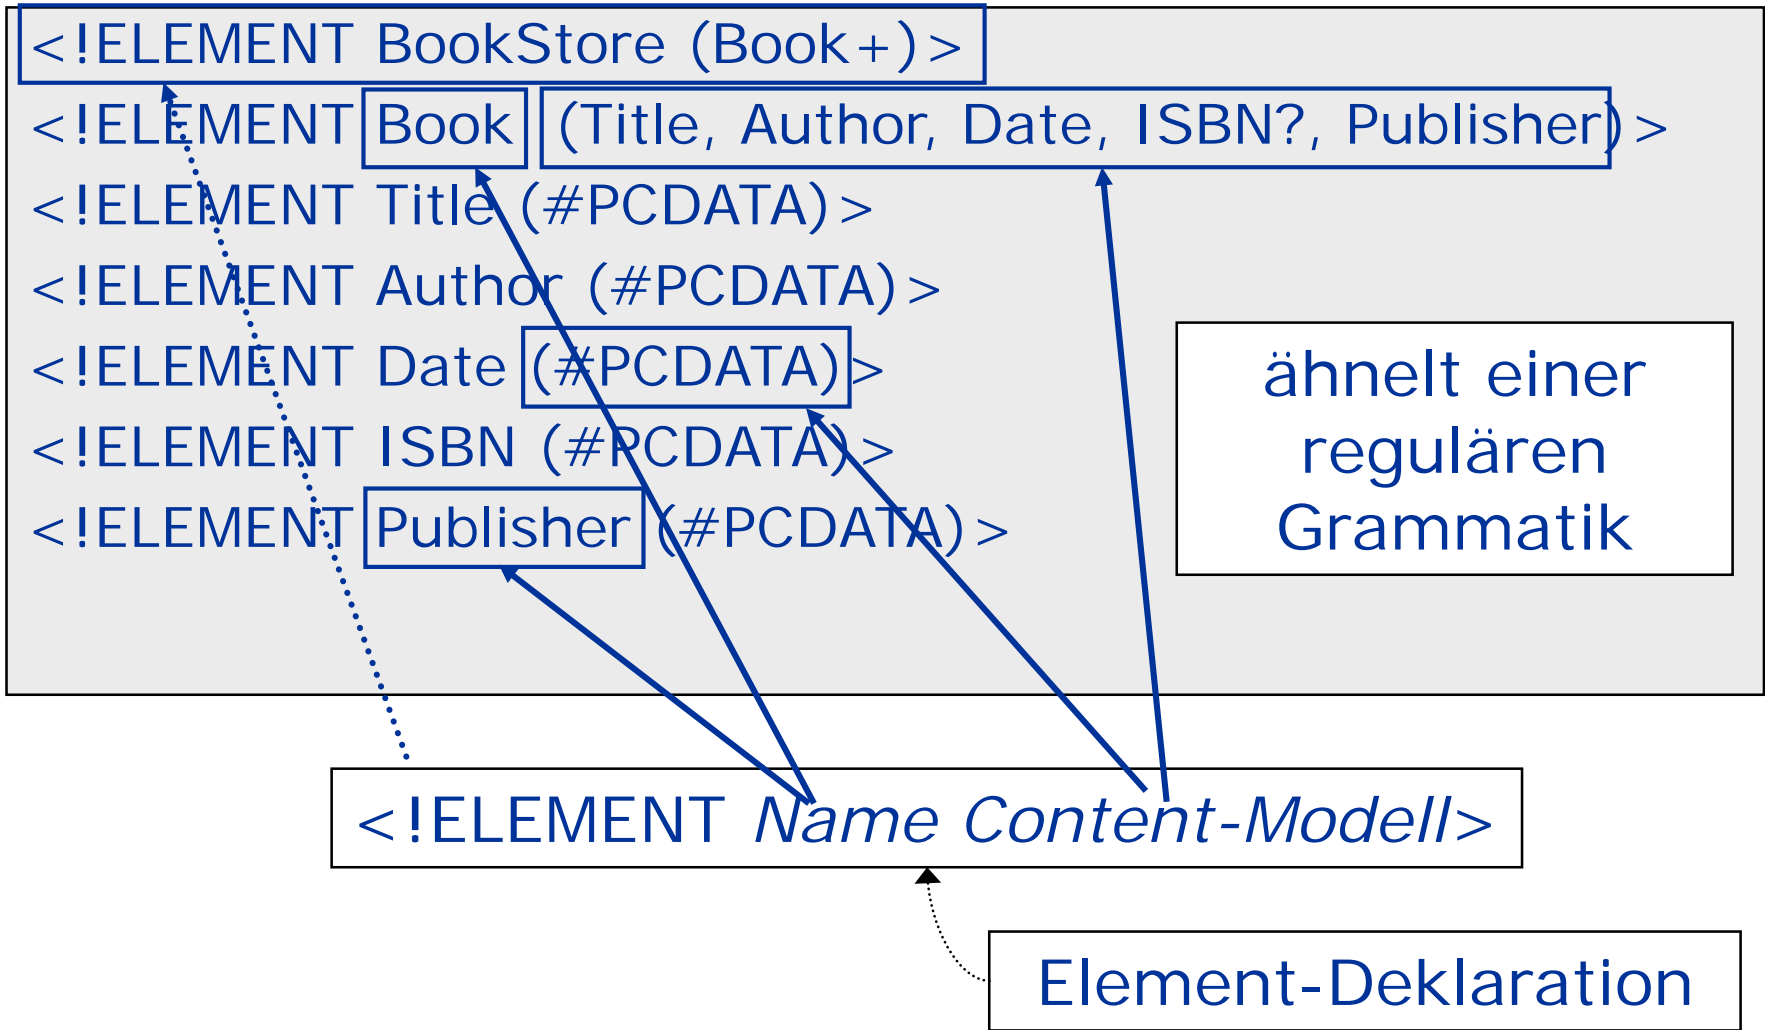 <!ELEMENT BookStore (Book+)>
<!ELEMENT Book (Title, Author, Date, ISBN?, Publisher)>
<!ELEMENT Title (#PCDATA)>
<!ELEMENT Author (#PCDATA)>
<!ELEMENT Date (#PCDATA)>
<!ELEMENT ISBN (#PCDATA)>
<!ELEMENT Publisher (#PCDATA)>
ähnelt einer
regulären
Grammatik
<!ELEMENT Name Content-Modell>
Element-Deklaration